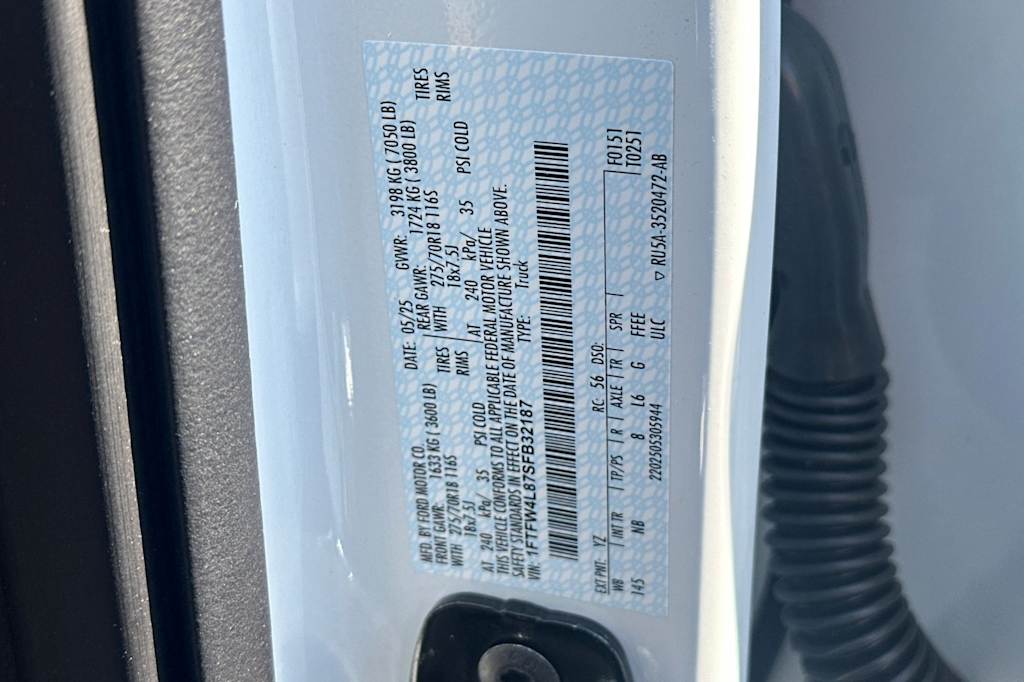 MFD. BY FORD MOTOR CO.
DATE: 05/25 GVWR: 3198 KG ( 7050 LB)
FRONT GAWR: 1633 KG ( 3600 LB) REAR GAWR: 1724 KG ( 3800 LB)
WITH 275/70R18 116S TIRES WITH 275/70R18 116S TIRES
18x7.5J RIMS 18x7.5J RIMS
AT 240 kPa/ 35 PSI COLD AT 240 kPa/ 35 PSI COLD
THIS VEHICLE CONFORMS TO ALL APPLICABLE FEDERAL MOTOR VEHICLE
SAFETY STANDARDS IN EFFECT ON THE DATE OF MANUFACTURE SHOWN ABOVE.
VIN: 1FTFW4L87SFB32187 TYPE: Truck
EXT PNT: YZ RC: 56 DSO: F0151
WB INT TR TP/PS R AXLE TR SPR T0251
145 NB 8 L6 G FFEE
2202505305944 ULC ▽ RU5A-3520472-AB